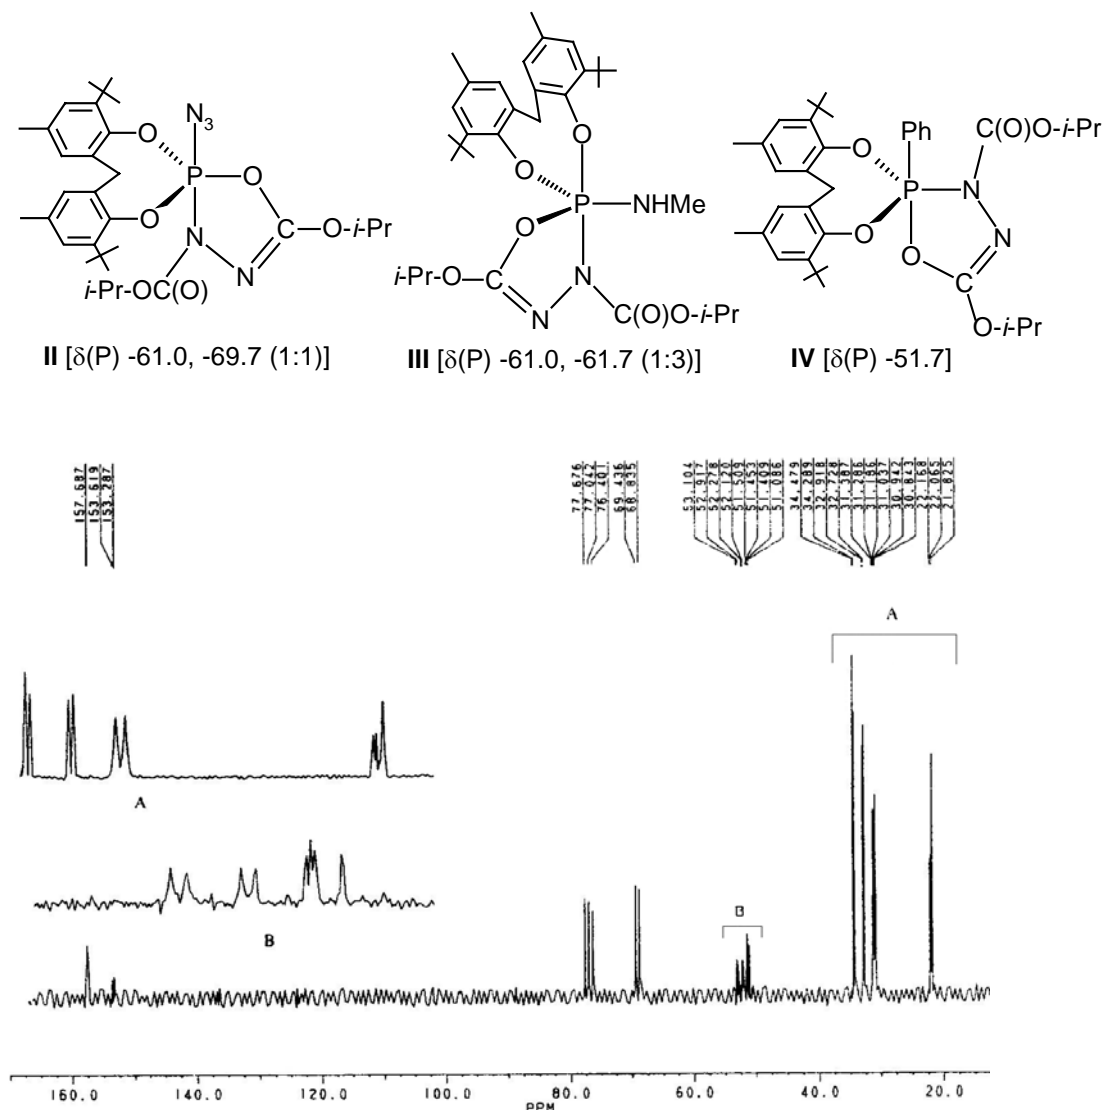 N3
O
P
O
O
N
N
C
O-i-Pr
i-Pr-OC(O)
II [δ(P) -61.0, -69.7 (1:1)]
O
O
P
NHMe
O
i-Pr-O
C
N
N
C(O)O-i-Pr
III [δ(P) -61.0, -61.7 (1:3)]
Ph
C(O)O-i-Pr
O
P
N
O
N
O
C
O-i-Pr
IV [δ(P) -51.7]
157.687
153.619
153.287
77.676
77.042
76.401
69.436
68.835
53.104
52.917
52.278
52.120
51.509
51.453
51.409
51.086
34.479
34.289
32.918
32.728
31.387
31.286
31.186
31.037
30.942
30.843
22.168
22.065
21.825
A
A
B
B
160.0
140.0
120.0
100.0
80.0
60.0
40.0
20.0
PPM